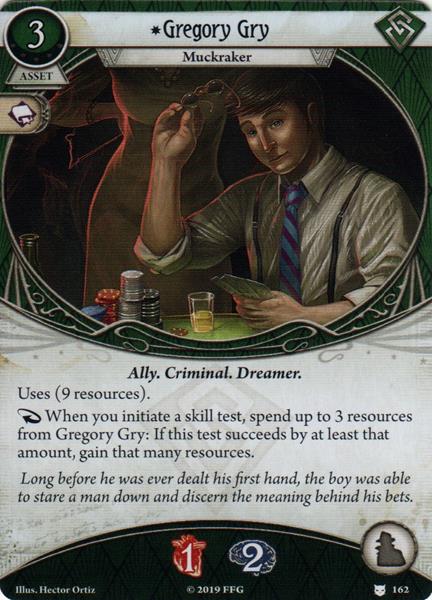 3
*Gregory Gry
Muckraker
ASSET
Ally. Criminal. Dreamer.
Uses (9 resources).
When you initiate a skill test, spend up to 3 resources
from Gregory Gry: If this test succeeds by at least that
amount, gain that many resources.
Long before he was ever dealt his first hand, the boy was able
to stare a man down and discern the meaning behind his bets.
1 2
Illus. Hector Ortiz © 2019 FFG 162